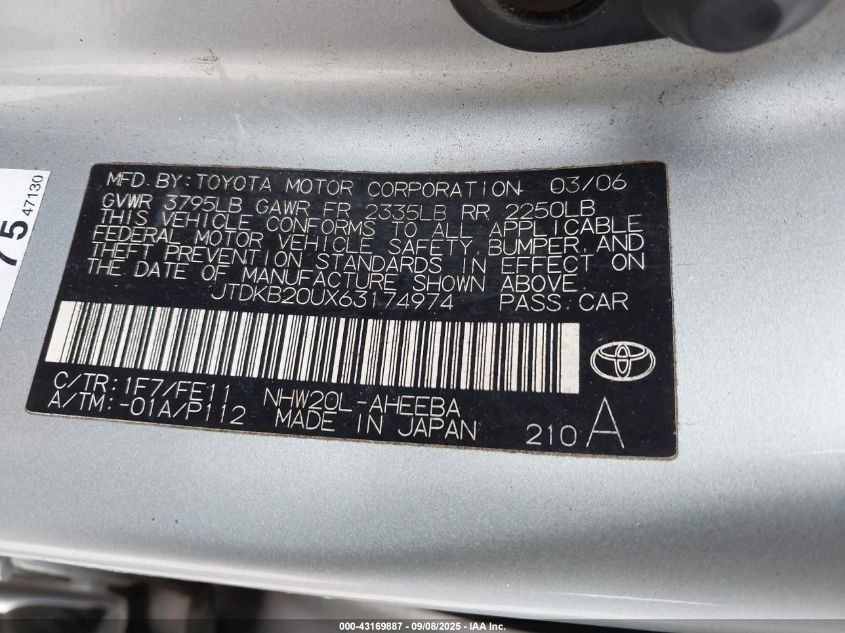 MFD. BY: TOYOTA MOTOR CORPORATION 03/06
GVWR 3795LB GAWR FR 2335LB RR 2250LB
THIS VEHICLE CONFORMS TO ALL APPLICABLE
FEDERAL MOTOR VEHICLE SAFETY, BUMPER, AND
THEFT PREVENTION STANDARDS IN EFFECT ON
THE DATE OF MANUFACTURE SHOWN ABOVE.
JTDKB20UX63174974 PASS. CAR
C/TR: 1F7/FE11 NHW20L-AHEEBA
A/TM: -01A/P112 MADE IN JAPAN 210 A
75 47130
000-43169887 - 09/08/2025 - IAA Inc.